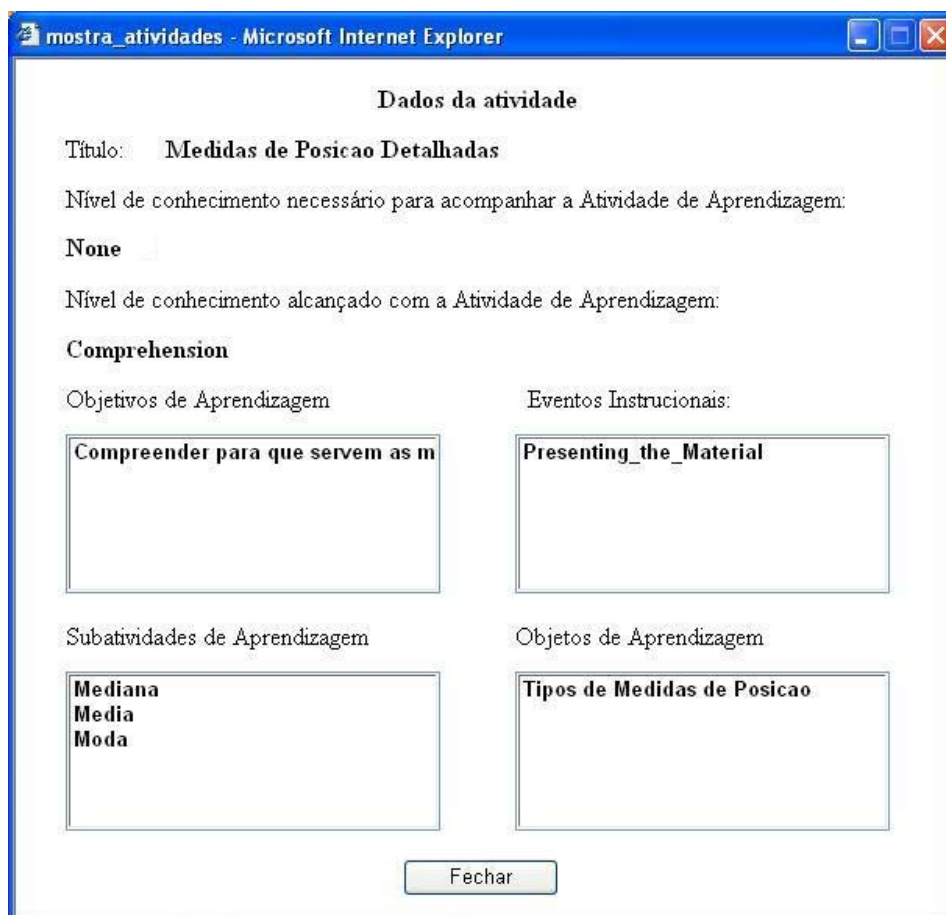 mostra_atividades - Microsoft Internet Explorer
Dados da atividade
Título: Medidas de Posicao Detalhadas
Nível de conhecimento necessário para acompanhar a Atividade de Aprendizagem:
None
Nível de conhecimento alcançado com a Atividade de Aprendizagem:
Comprehension
Objetivos de Aprendizagem
Compreender para que servem as m
Eventos Instrucionais:
Presenting_the_Material
Subatividades de Aprendizagem
Mediana
Media
Moda
Objetos de Aprendizagem
Tipos de Medidas de Posicao
Fechar